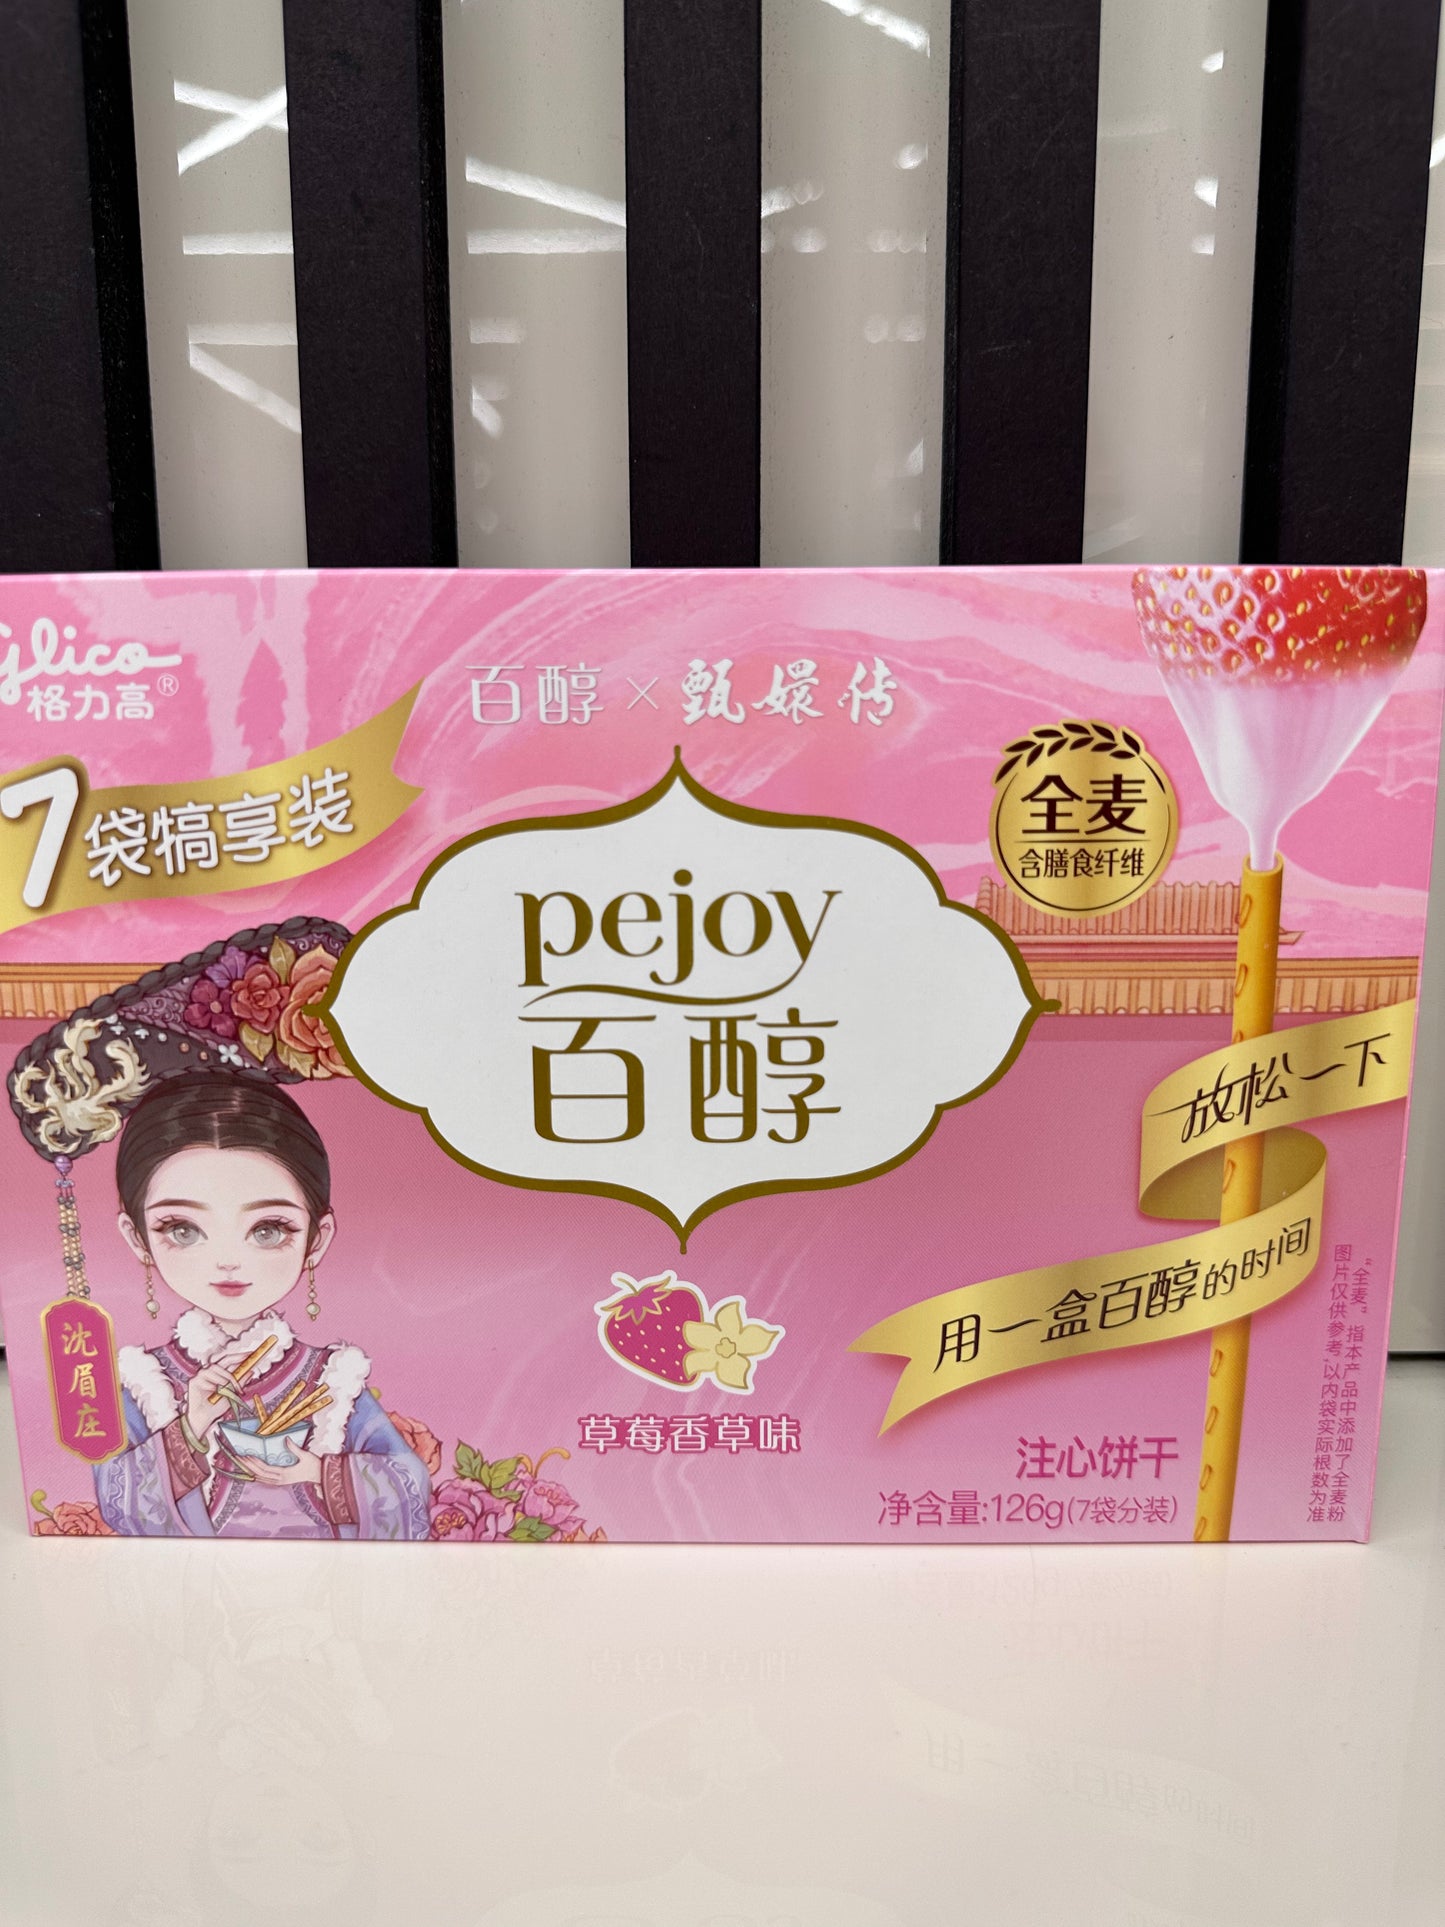 Glico
格力高®
百醇×甄嬛传
7袋犒享装
全麦
含膳食纤维
pejoy
百醇
放松一下
用一盒百醇的时间
沈眉庄
草莓香草味
注心饼干
净含量:126g(7袋分装)
“全麦”指本产品中添加了全麦粉
图片仅供参考,以内袋实际根数为准